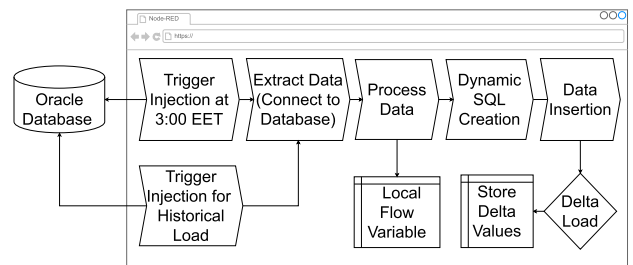 Node-RED
https://
Oracle
Database
Trigger
Injection at
3:00 EET
Extract Data
(Connect to
Database)
Process
Data
Dynamic
SQL
Creation
Data
Insertion
Trigger
Injection for
Historical
Load
Local
Flow
Variable
Store
Delta
Values
Delta
Load